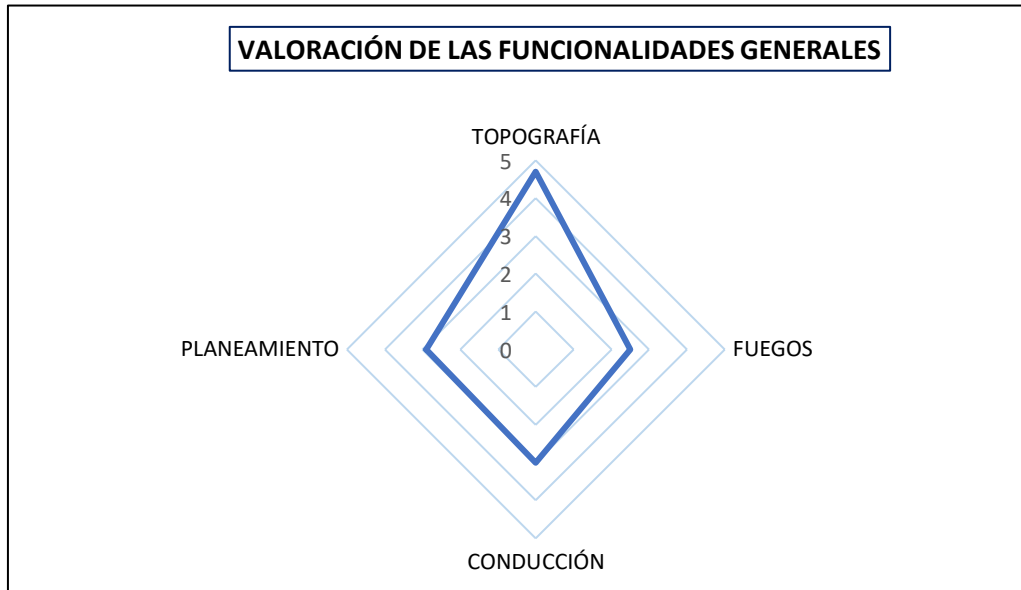 VALORACIÓN DE LAS FUNCIONALIDADES GENERALES
TOPOGRAFÍA
5
4
3
2
1
PLANEAMIENTO
0
FUEGOS
CONDUCCIÓN